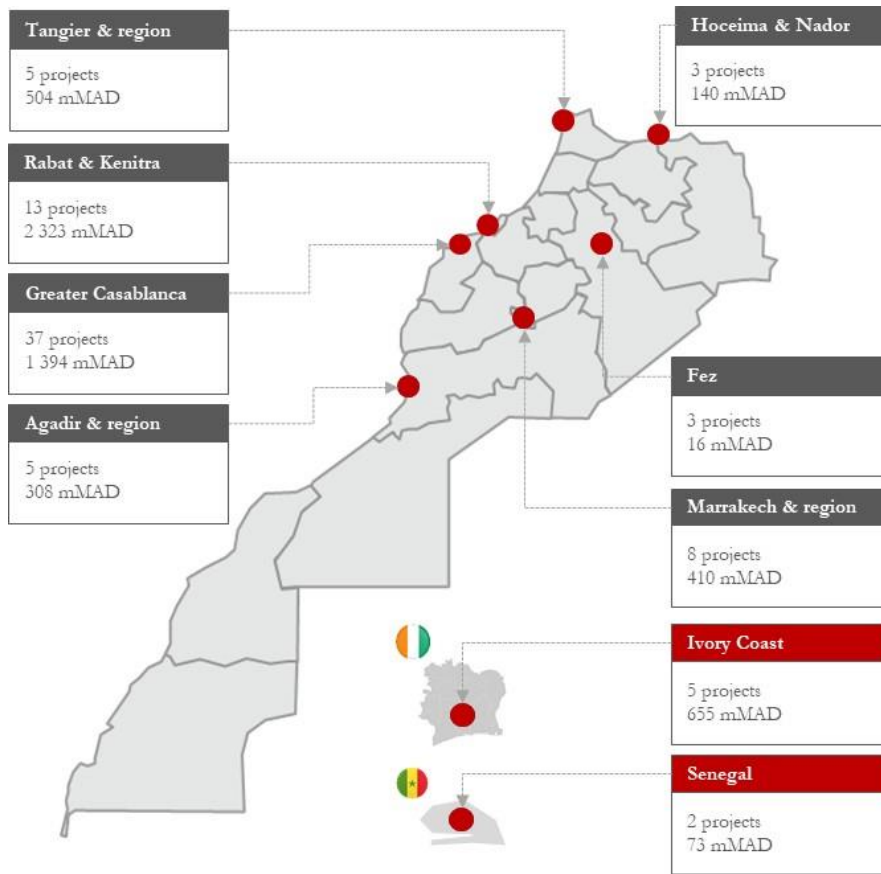 Tangier & region
5 projects
504 mMAD
Hoceima & Nador
3 projects
140 mMAD
Rabat & Kenitra
13 projects
2 323 mMAD
Greater Casablanca
37 projects
1 394 mMAD
Fez
3 projects
16 mMAD
Agadir & region
5 projects
308 mMAD
Marrakech & region
8 projects
410 mMAD
Ivory Coast
5 projects
655 mMAD
Senegal
2 projects
73 mMAD